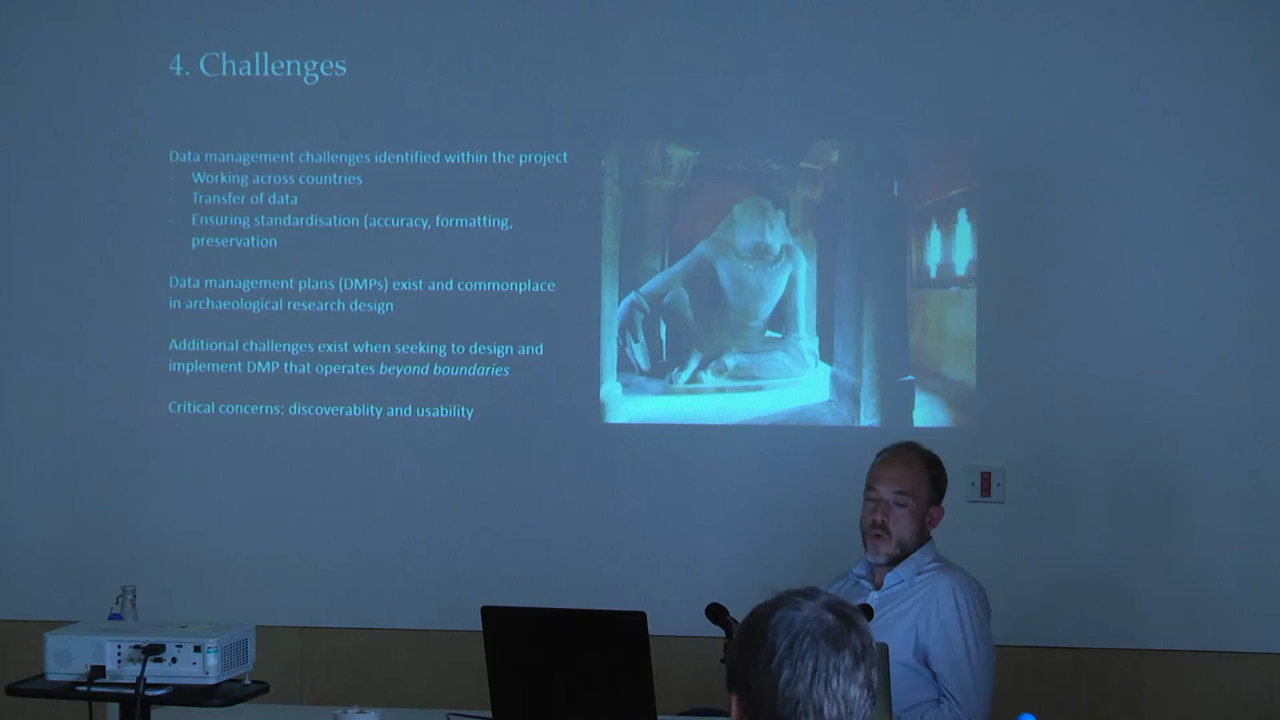 4. Challenges
Data management challenges identified within the project
- Working across countries
- Transfer of data
- Ensuring standardisation (accuracy, formatting,
preservation
Data management plans (DMPs) exist and commonplace
in archaeological research design
Additional challenges exist when seeking to design and
implement DMP that operates beyond boundaries
Critical concerns: discoverablity and usability